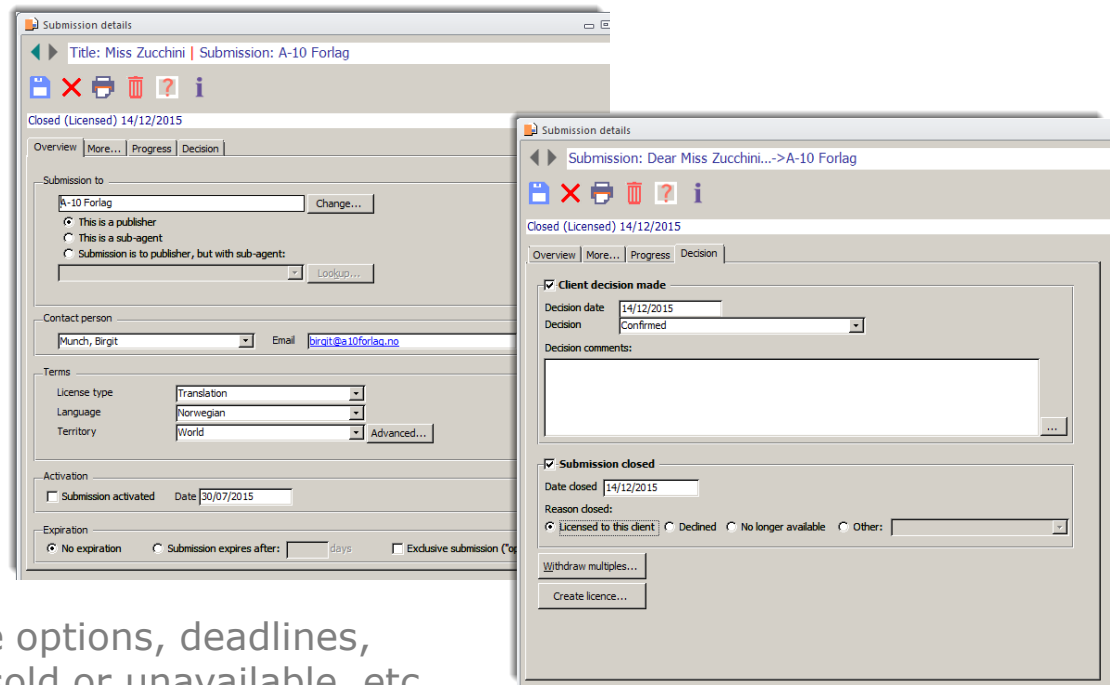 Submission details
Title: Miss Zucchini | Submission: A-10 Forlag
Closed (Licensed) 14/12/2015
Overview More... Progress Decision
Submission to
A-10 Forlag Change...
This is a publisher
This is a sub-agent
Submission is to publisher, but with sub-agent:
Lookup...
Contact person
Munch, Birgit Email birgit@a10forlag.no
Terms
License type Translation
Language Norwegian
Territory World Advanced...
Activation
Submission activated Date 30/07/2015
Expiration
No expiration Submission expires after: days Exclusive submission ("op
Submission details
Submission: Dear Miss Zucchini...->A-10 Forlag
Closed (Licensed) 14/12/2015
Overview More... Progress Decision
Client decision made
Decision date 14/12/2015
Decision Confirmed
Decision comments:
...
Submission closed
Date closed 14/12/2015
Reason closed:
Licensed to this client Declined No longer available Other:
Withdraw multiples...
Create licence...
options, deadlines,
or unavailable, etc